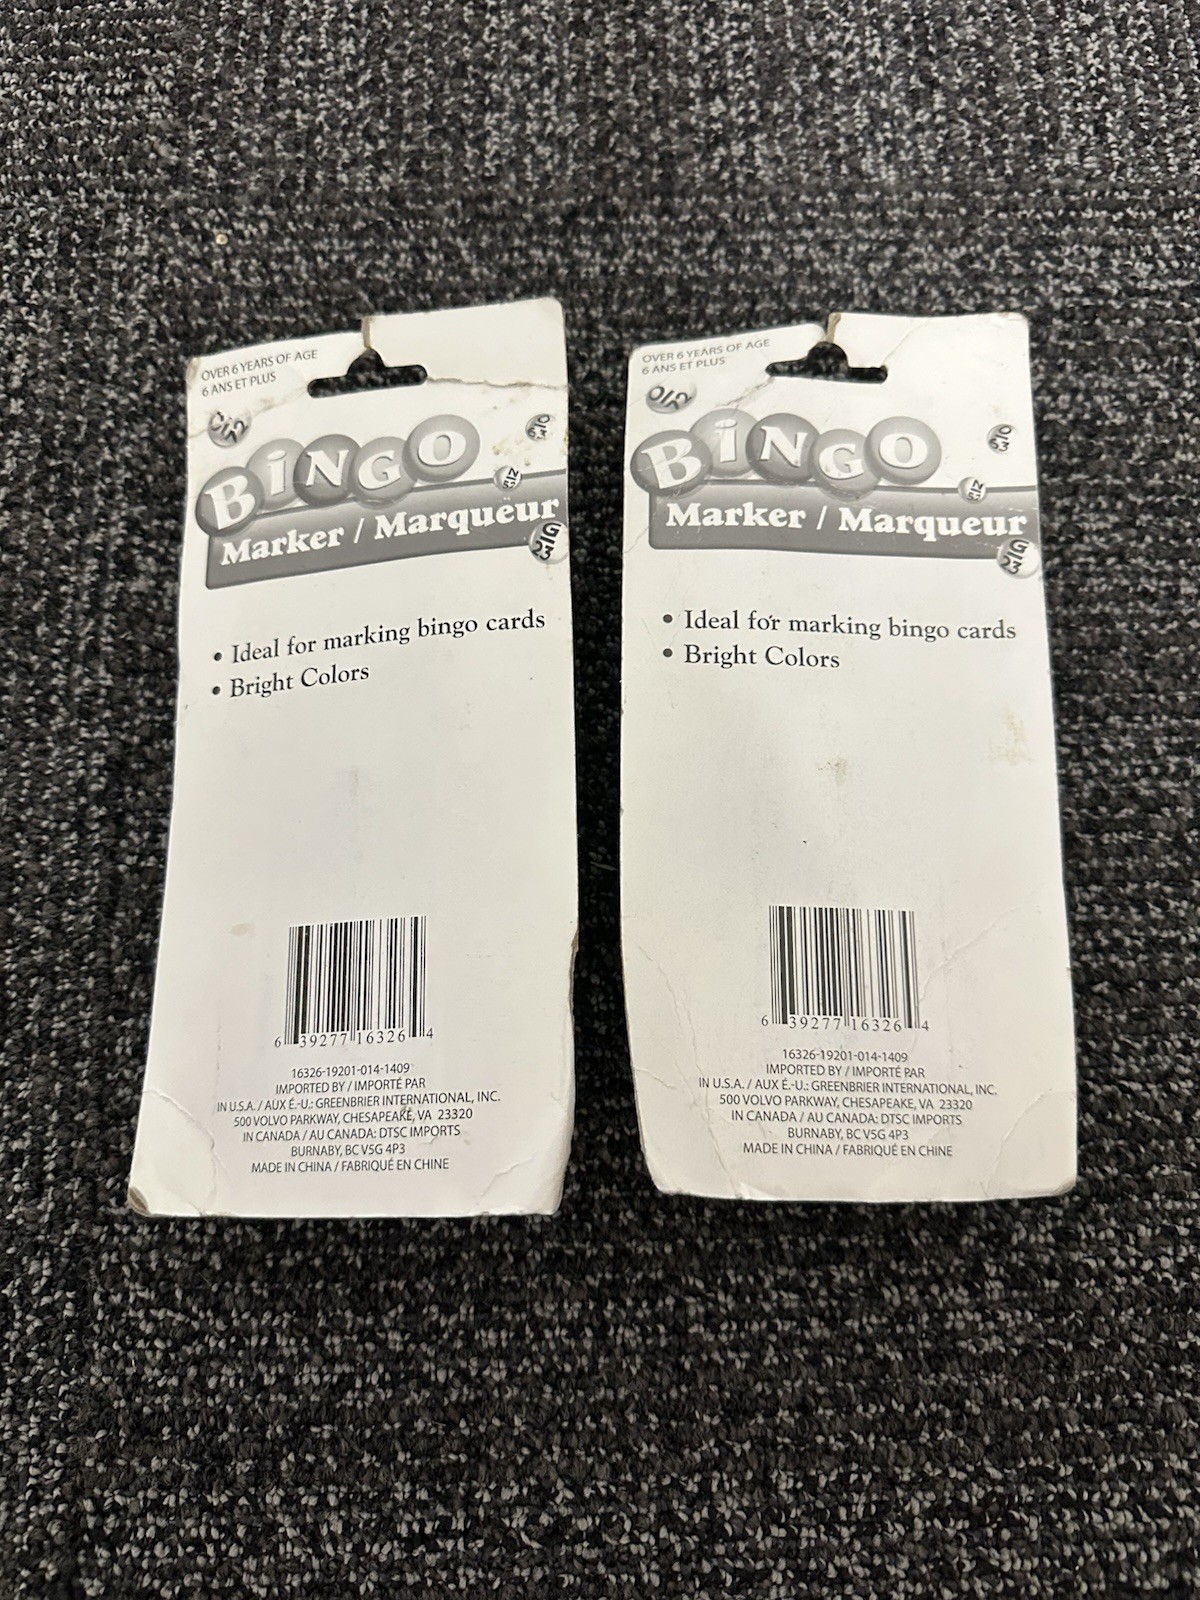 OVER 6 YEARS OF AGE
6 ANS ET PLUS
BiNGO
Marker / Marqueur
• Ideal for marking bingo cards
• Bright Colors
6 39277 16326 4
16326-19201-014-1409
IMPORTED BY / IMPORTÉ PAR
IN U.S.A. / AUX É.-U.: GREENBRIER INTERNATIONAL, INC.
500 VOLVO PARKWAY, CHESAPEAKE, VA 23320
IN CANADA / AU CANADA: DTSC IMPORTS
BURNABY, BC V5G 4P3
MADE IN CHINA / FABRIQUÉ EN CHINE
OVER 6 YEARS OF AGE
6 ANS ET PLUS
BiNGO
Marker / Marqueur
• Ideal for marking bingo cards
• Bright Colors
6 39277 16326 4
16326-19201-014-1409
IMPORTED BY / IMPORTÉ PAR
IN U.S.A. / AUX É.-U.: GREENBRIER INTERNATIONAL, INC.
500 VOLVO PARKWAY, CHESAPEAKE, VA 23320
IN CANADA / AU CANADA: DTSC IMPORTS
BURNABY, BC V5G 4P3
MADE IN CHINA / FABRIQUÉ EN CHINE